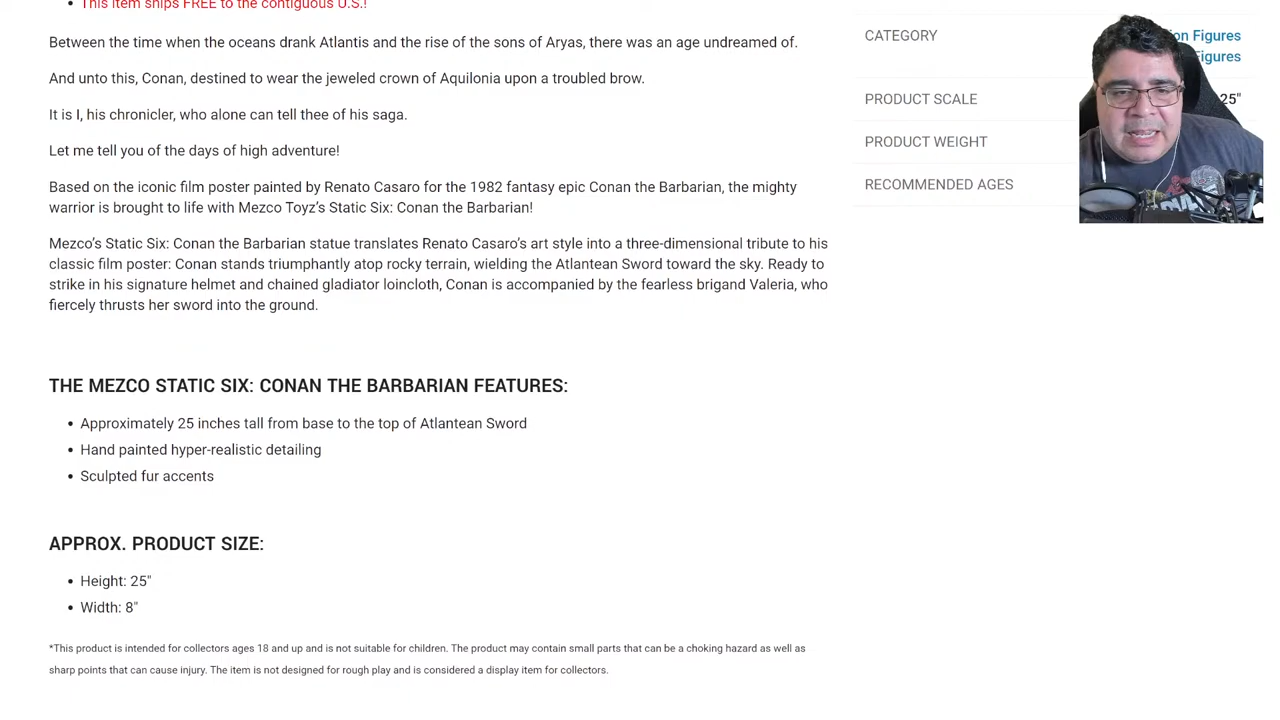 This item ships FREE to the contiguous U.S.!
Between the time when the oceans drank Atlantis and the rise of the sons of Aryas, there was an age undreamed of.
And unto this, Conan, destined to wear the jeweled crown of Aquilonia upon a troubled brow.
It is I, his chronicler, who alone can tell thee of his saga.
Let me tell you of the days of high adventure!
Based on the iconic film poster painted by Renato Casaro for the 1982 fantasy epic Conan the Barbarian, the mighty
warrior is brought to life with Mezco Toyz's Static Six: Conan the Barbarian!
Mezco's Static Six: Conan the Barbarian statue translates Renato Casaro's art style into a three-dimensional tribute to his
classic film poster: Conan stands triumphantly atop rocky terrain, wielding the Atlantean Sword toward the sky. Ready to
strike in his signature helmet and chained gladiator loincloth, Conan is accompanied by the fearless brigand Valeria, who
fiercely thrusts her sword into the ground.
THE MEZCO STATIC SIX: CONAN THE BARBARIAN FEATURES:
• Approximately 25 inches tall from base to the top of Atlantean Sword
• Hand painted hyper-realistic detailing
• Sculpted fur accents
APPROX. PRODUCT SIZE:
• Height: 25"
• Width: 8"
*This product is intended for collectors ages 18 and up and is not suitable for children. The product may contain small parts that can be a choking hazard as well as
sharp points that can cause injury. The item is not designed for rough play and is considered a display item for collectors.
CATEGORY
Figures
Figures
PRODUCT SCALE
25"
PRODUCT WEIGHT
RECOMMENDED AGES